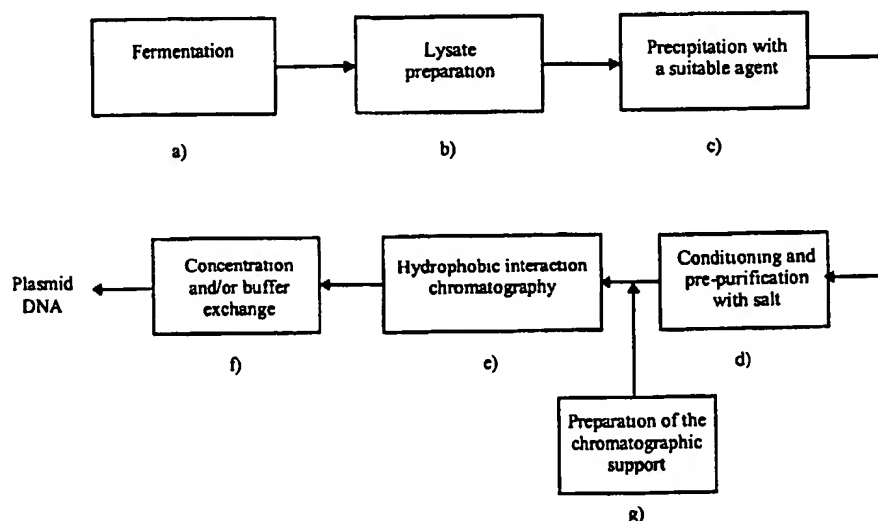 Fermentation
a)
Lysate
preparation
b)
Precipitation with
a suitable agent
c)
Conditioning and
pre-purification
with salt
d)
Hydrophobic interaction
chromatography
e)
Concentration
and/or buffer
exchange
f)
Plasmid
DNA
Preparation of the
chromatographic
support
g)